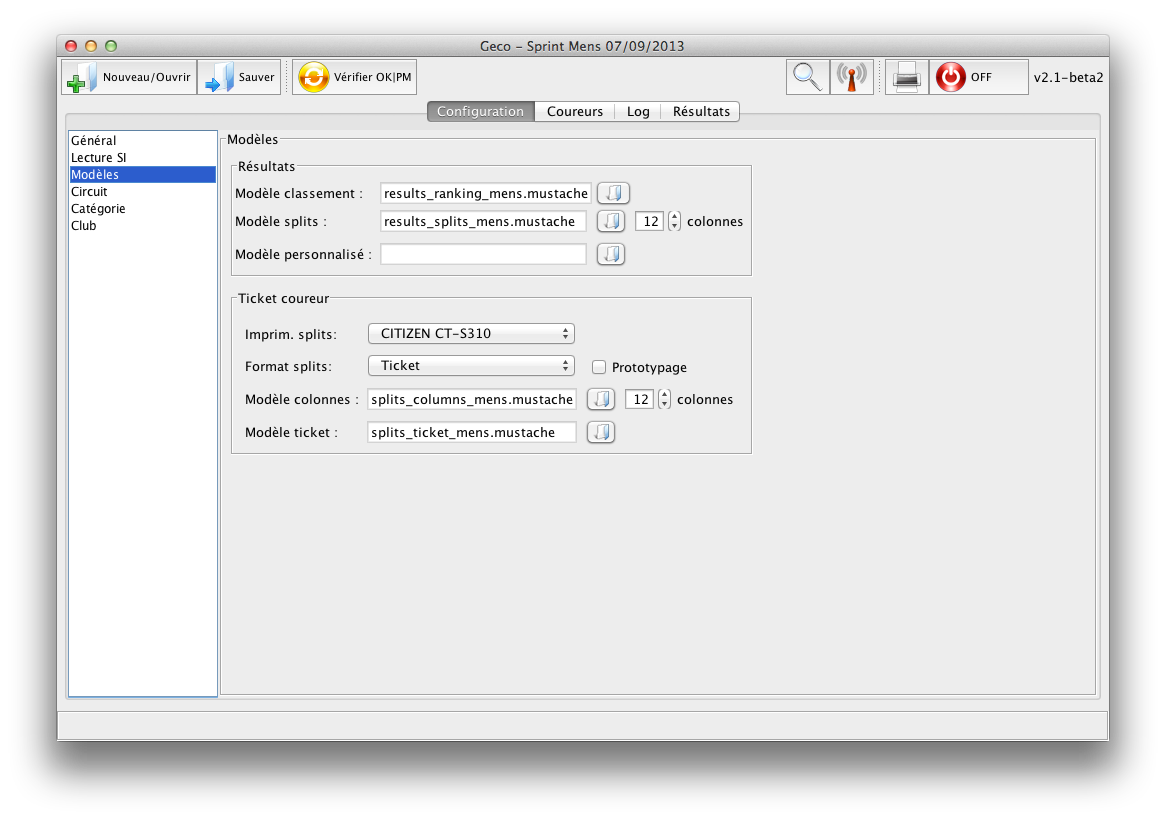 Geco – Sprint Mens 07/09/2013
Nouveau/Ouvrir Sauver Vérifier OK|PM OFF v2.1-beta2
Configuration Coureurs Log Résultats
Général
Lecture SI
Modèles
Circuit
Catégorie
Club
Modèles
Résultats
Modèle classement : results_ranking_mens.mustache
Modèle splits : results_splits_mens.mustache 12 colonnes
Modèle personnalisé :
Ticket coureur
Imprim. splits: CITIZEN CT-S310
Format splits: Ticket Prototypage
Modèle colonnes : splits_columns_mens.mustache 12 colonnes
Modèle ticket : splits_ticket_mens.mustache